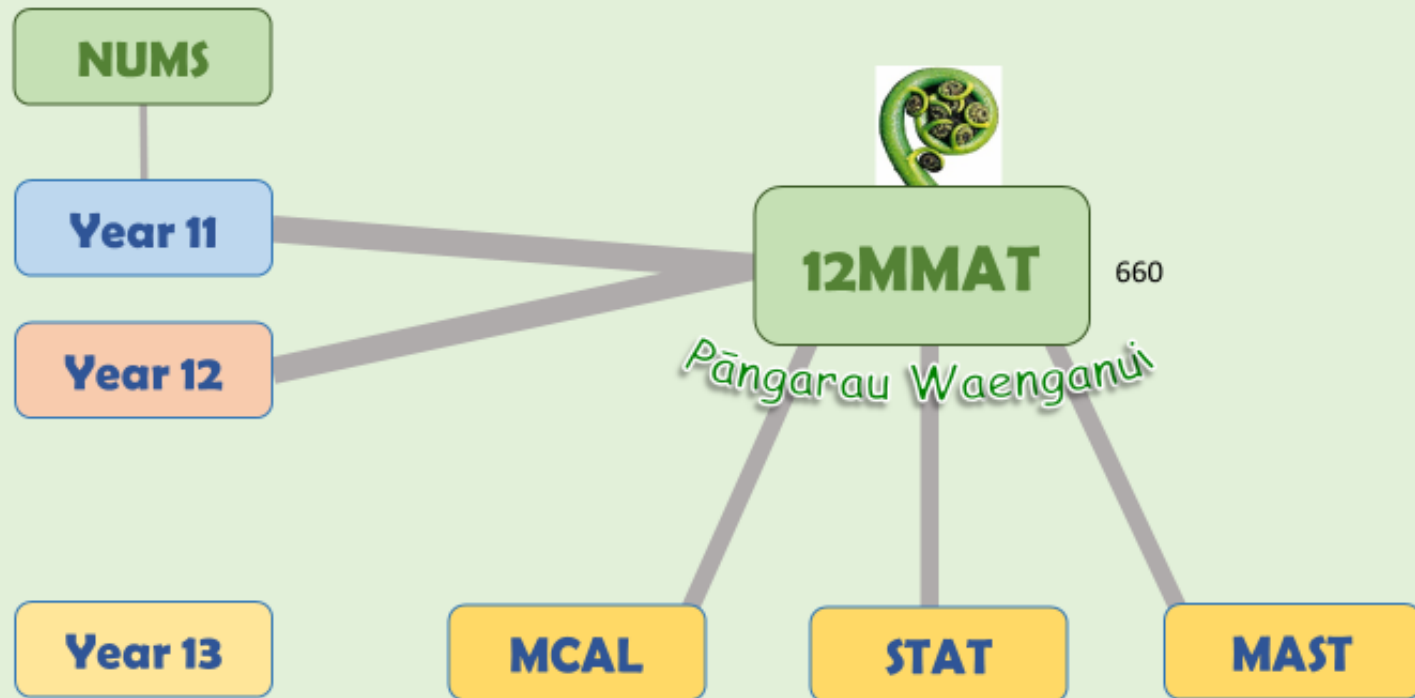 NUMS
Year 11
12MMAT
660
Year 12
Pāngarau Waenganui
Year 13
MCAL
STAT
MAST